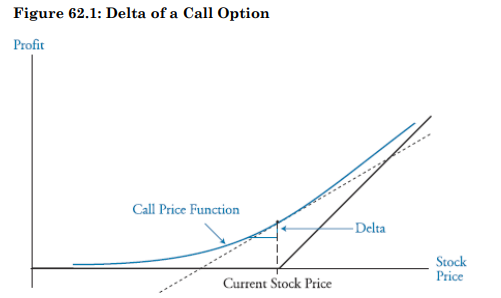 Figure 62.1: Delta of a Call Option
Profit
Call Price Function
Delta
Stock
Price
Current Stock Price